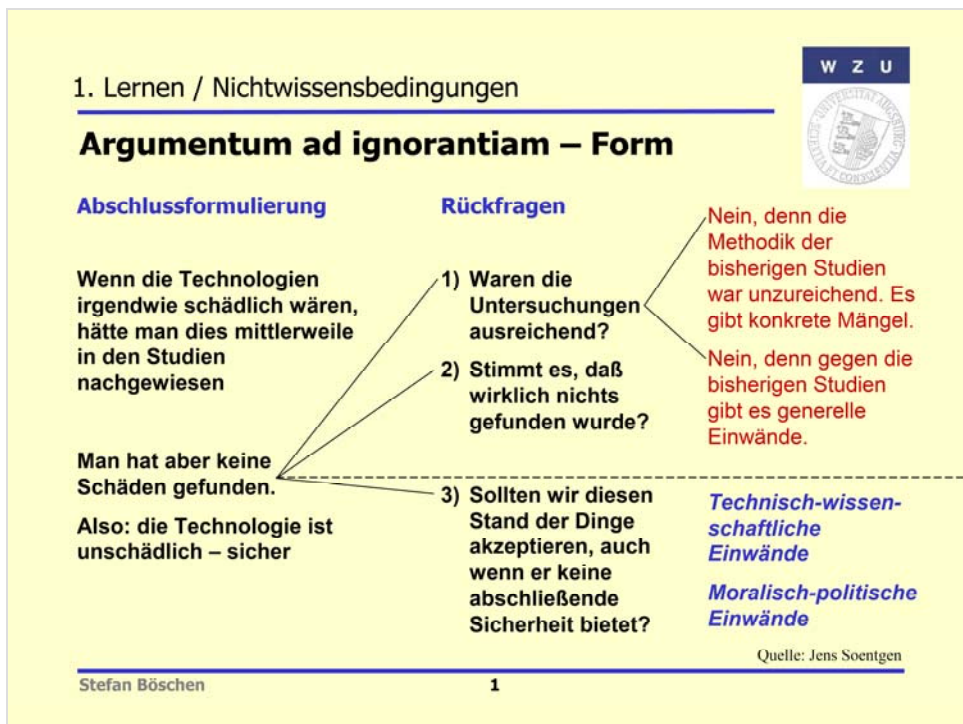 W Z U
1. Lernen / Nichtwissensbedingungen
Argumentum ad ignorantiam – Form
Abschlussformulierung
Wenn die Technologien
irgendwie schädlich wären,
hätte man dies mittlerweile
in den Studien
nachgewiesen
Man hat aber keine
Schäden gefunden.
Also: die Technologie ist
unschädlich – sicher
Rückfragen
1) Waren die
Untersuchungen
ausreichend?
2) Stimmt es, daß
wirklich nichts
gefunden wurde?
3) Sollten wir diesen
Stand der Dinge
akzeptieren, auch
wenn er keine
abschließende
Sicherheit bietet?
Nein, denn die
Methodik der
bisherigen Studien
war unzureichend. Es
gibt konkrete Mängel.
Nein, denn gegen die
bisherigen Studien
gibt es generelle
Einwände.
Technisch-wissen-
schaftliche
Einwände
Moralisch-politische
Einwände
Quelle: Jens Soentgen
Stefan Böschen
1